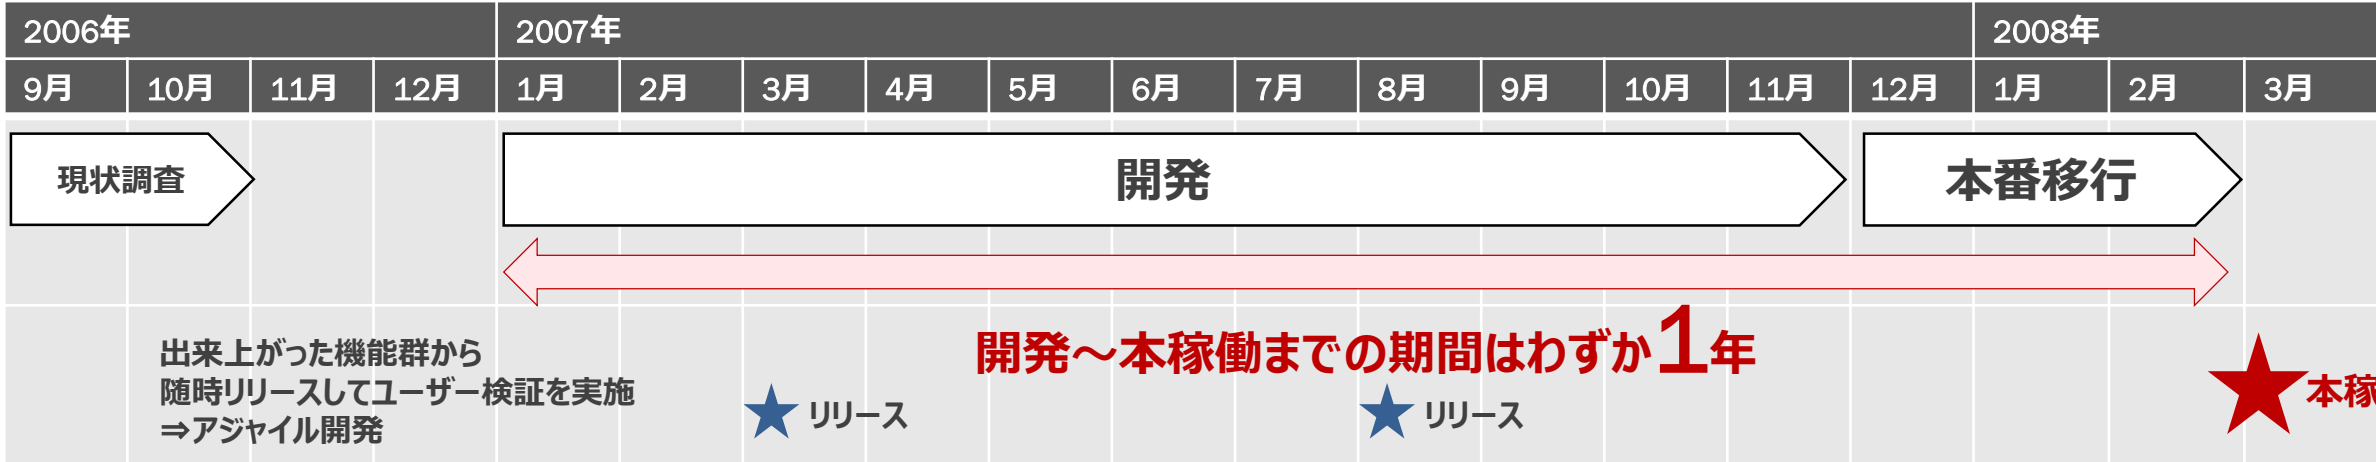 2006年 2007年 2008年
9月 10月 11月 12月 1月 2月 3月 4月 5月 6月 7月 8月 9月 10月 11月 12月 1月 2月 3月
現状調査 開発 本番移行
開発～本稼働までの期間はわずか1年
出来上がった機能群から
随時リリースしてユーザー検証を実施
⇒アジャイル開発
リリース リリース 本稼